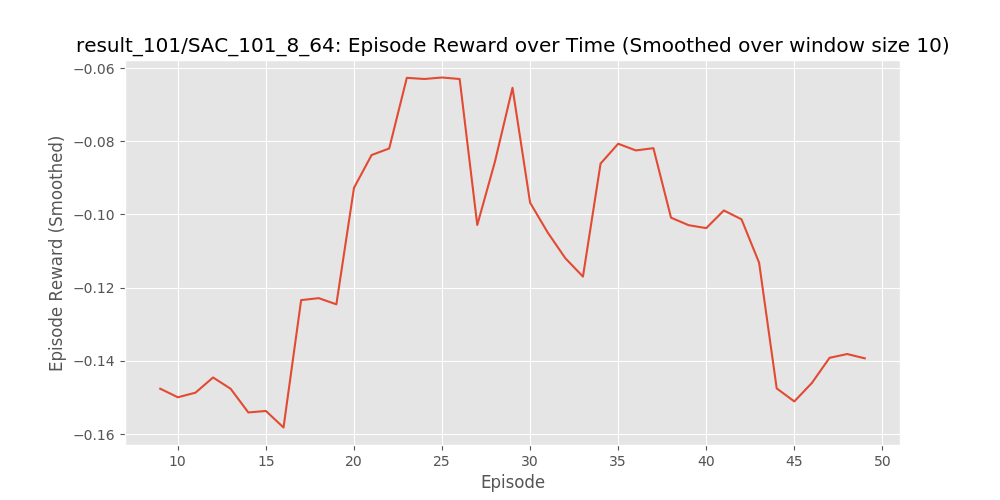 result_101/SAC_101_8_64: Episode Reward over Time (Smoothed over window size 10)
Episode Reward (Smoothed)
−0.06
−0.08
−0.10
−0.12
−0.14
−0.16
10 15 20 25 30 35 40 45 50
Episode